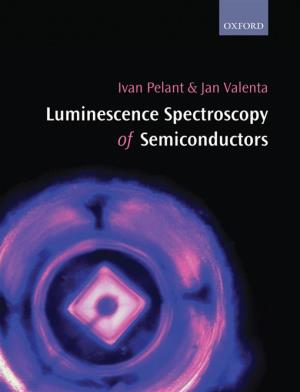 OXFORD
Ivan Pelant & Jan Valenta
Luminescence Spectroscopy
of Semiconductors